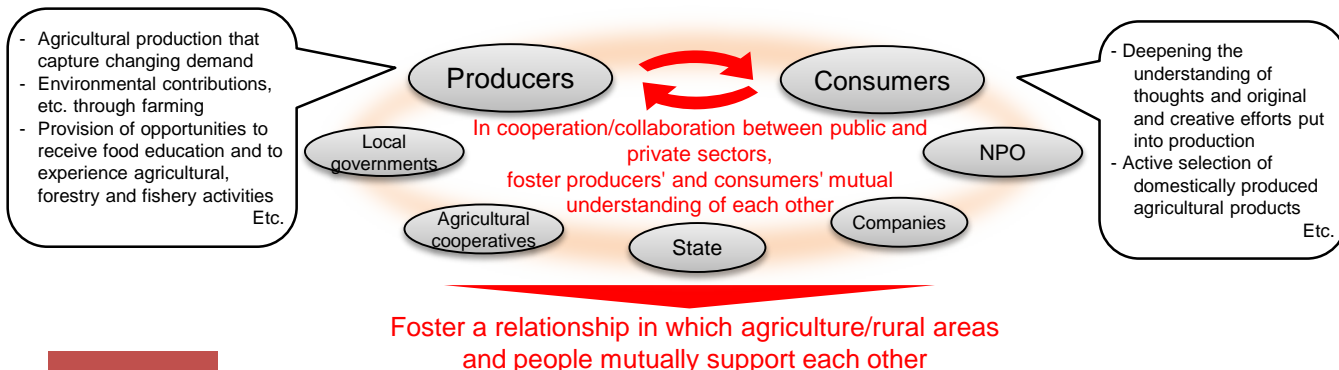 - Agricultural production that
capture changing demand
- Environmental contributions,
etc. through farming
- Provision of opportunities to
receive food education and to
experience agricultural,
forestry and fishery activities
Etc.
Producers
Consumers
- Deepening the
understanding of
thoughts and original
and creative efforts put
into production
- Active selection of
domestically produced
agricultural products
Etc.
Local
governments
In cooperation/collaboration between public and
private sectors,
foster producers' and consumers' mutual
understanding of each other
NPO
Agricultural
cooperatives
State
Companies
Foster a relationship in which agriculture/rural areas
and people mutually support each other